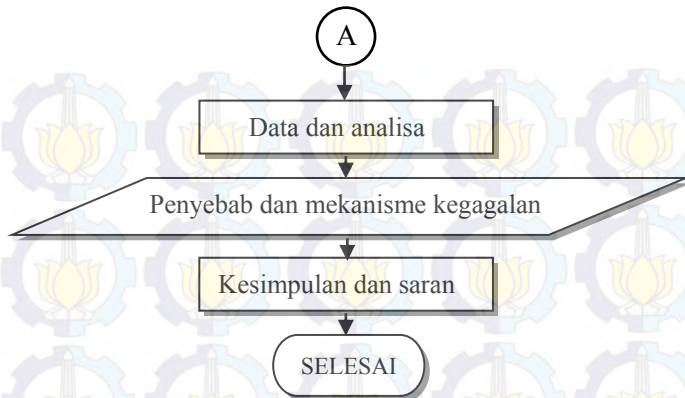 A
Data dan analisa
Penyebab dan mekanisme kegagalan
Kesimpulan dan saran
SELESAI